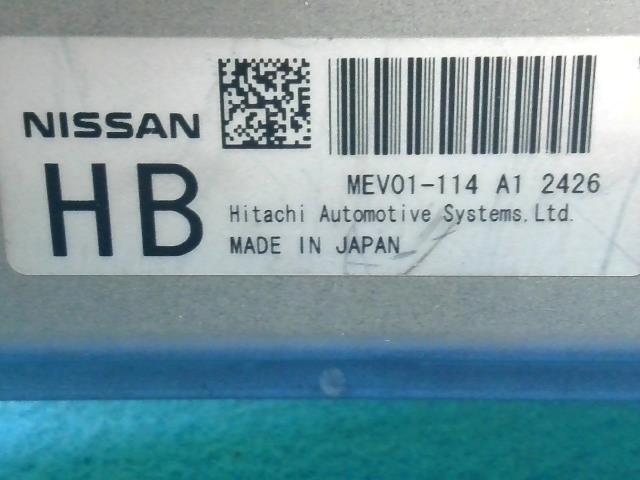 NISSAN
HB
MEV01-114 A1 2426
Hitachi Automotive Systems,Ltd.
MADE IN JAPAN